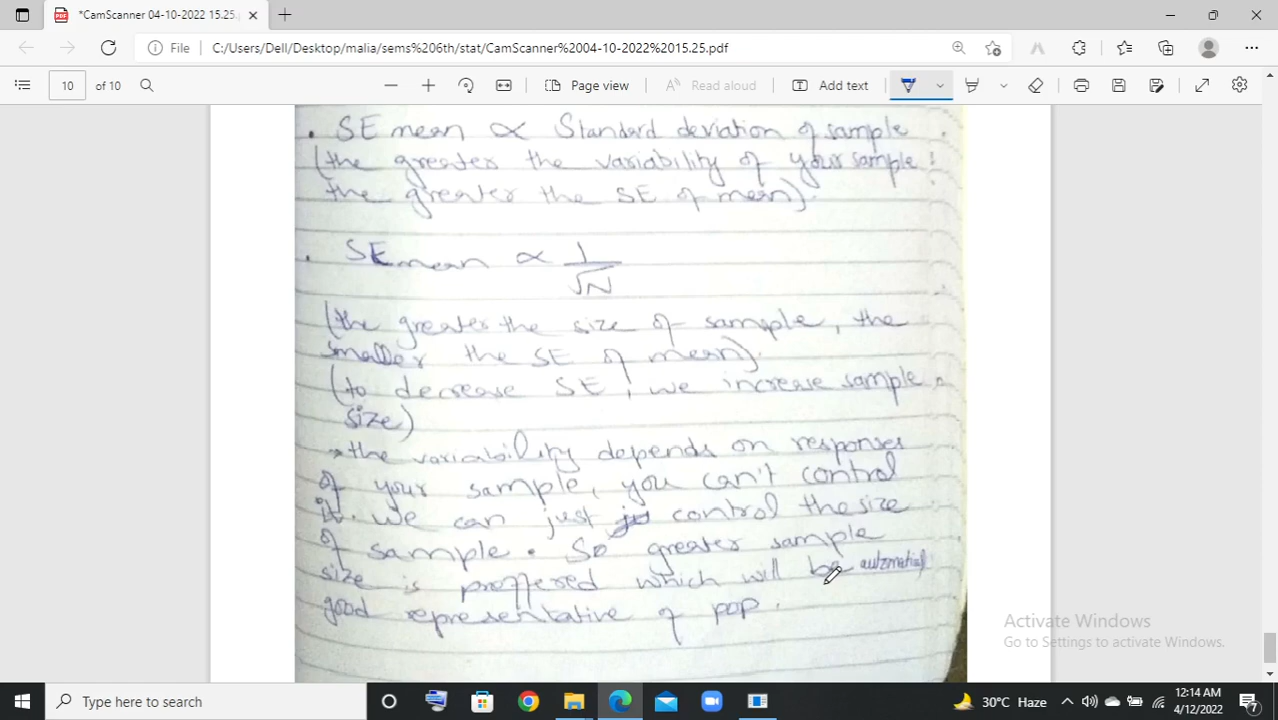 *CamScanner 04-10-2022 15.25.
File C:/Users/Dell/Desktop/malia/sems%206th/stat/CamScanner%2004-10-2022%2015.25.pdf
10 of 10 Page view Read aloud Add text
. SE mean ∝ Standard deviation of sample
(the greater the variability of your sample
the greater the SE of mean).
. SE mean ∝ 1/√N
(the greater the size of sample, the
smaller the SE of mean).
(to decrease SE, we increase sample
size)
→ the variability depends on responses
of your sample, you can't control
it. We can just control the size
of sample. So greater sample
size is preffered which will be
good representative of pop.
Activate Windows
Go to Settings to activate Windows.
Type here to search
30°C Haze
12:14 AM
4/12/2022
7